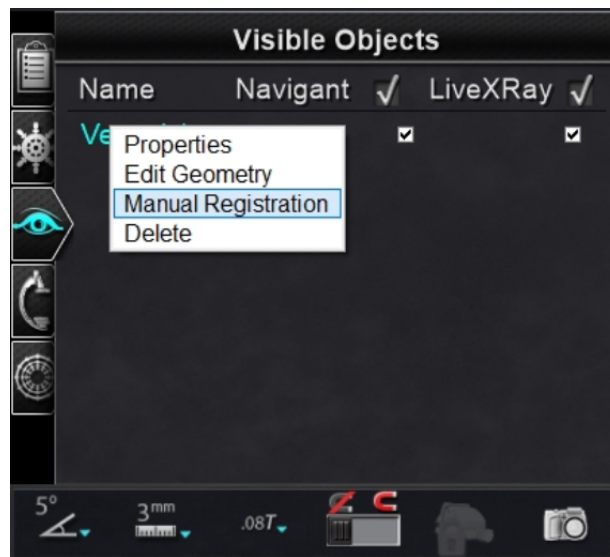 Visible Objects
Name Navigant LiveXRay
Properties
Edit Geometry
Manual Registration
Delete
5°
3mm
.08T